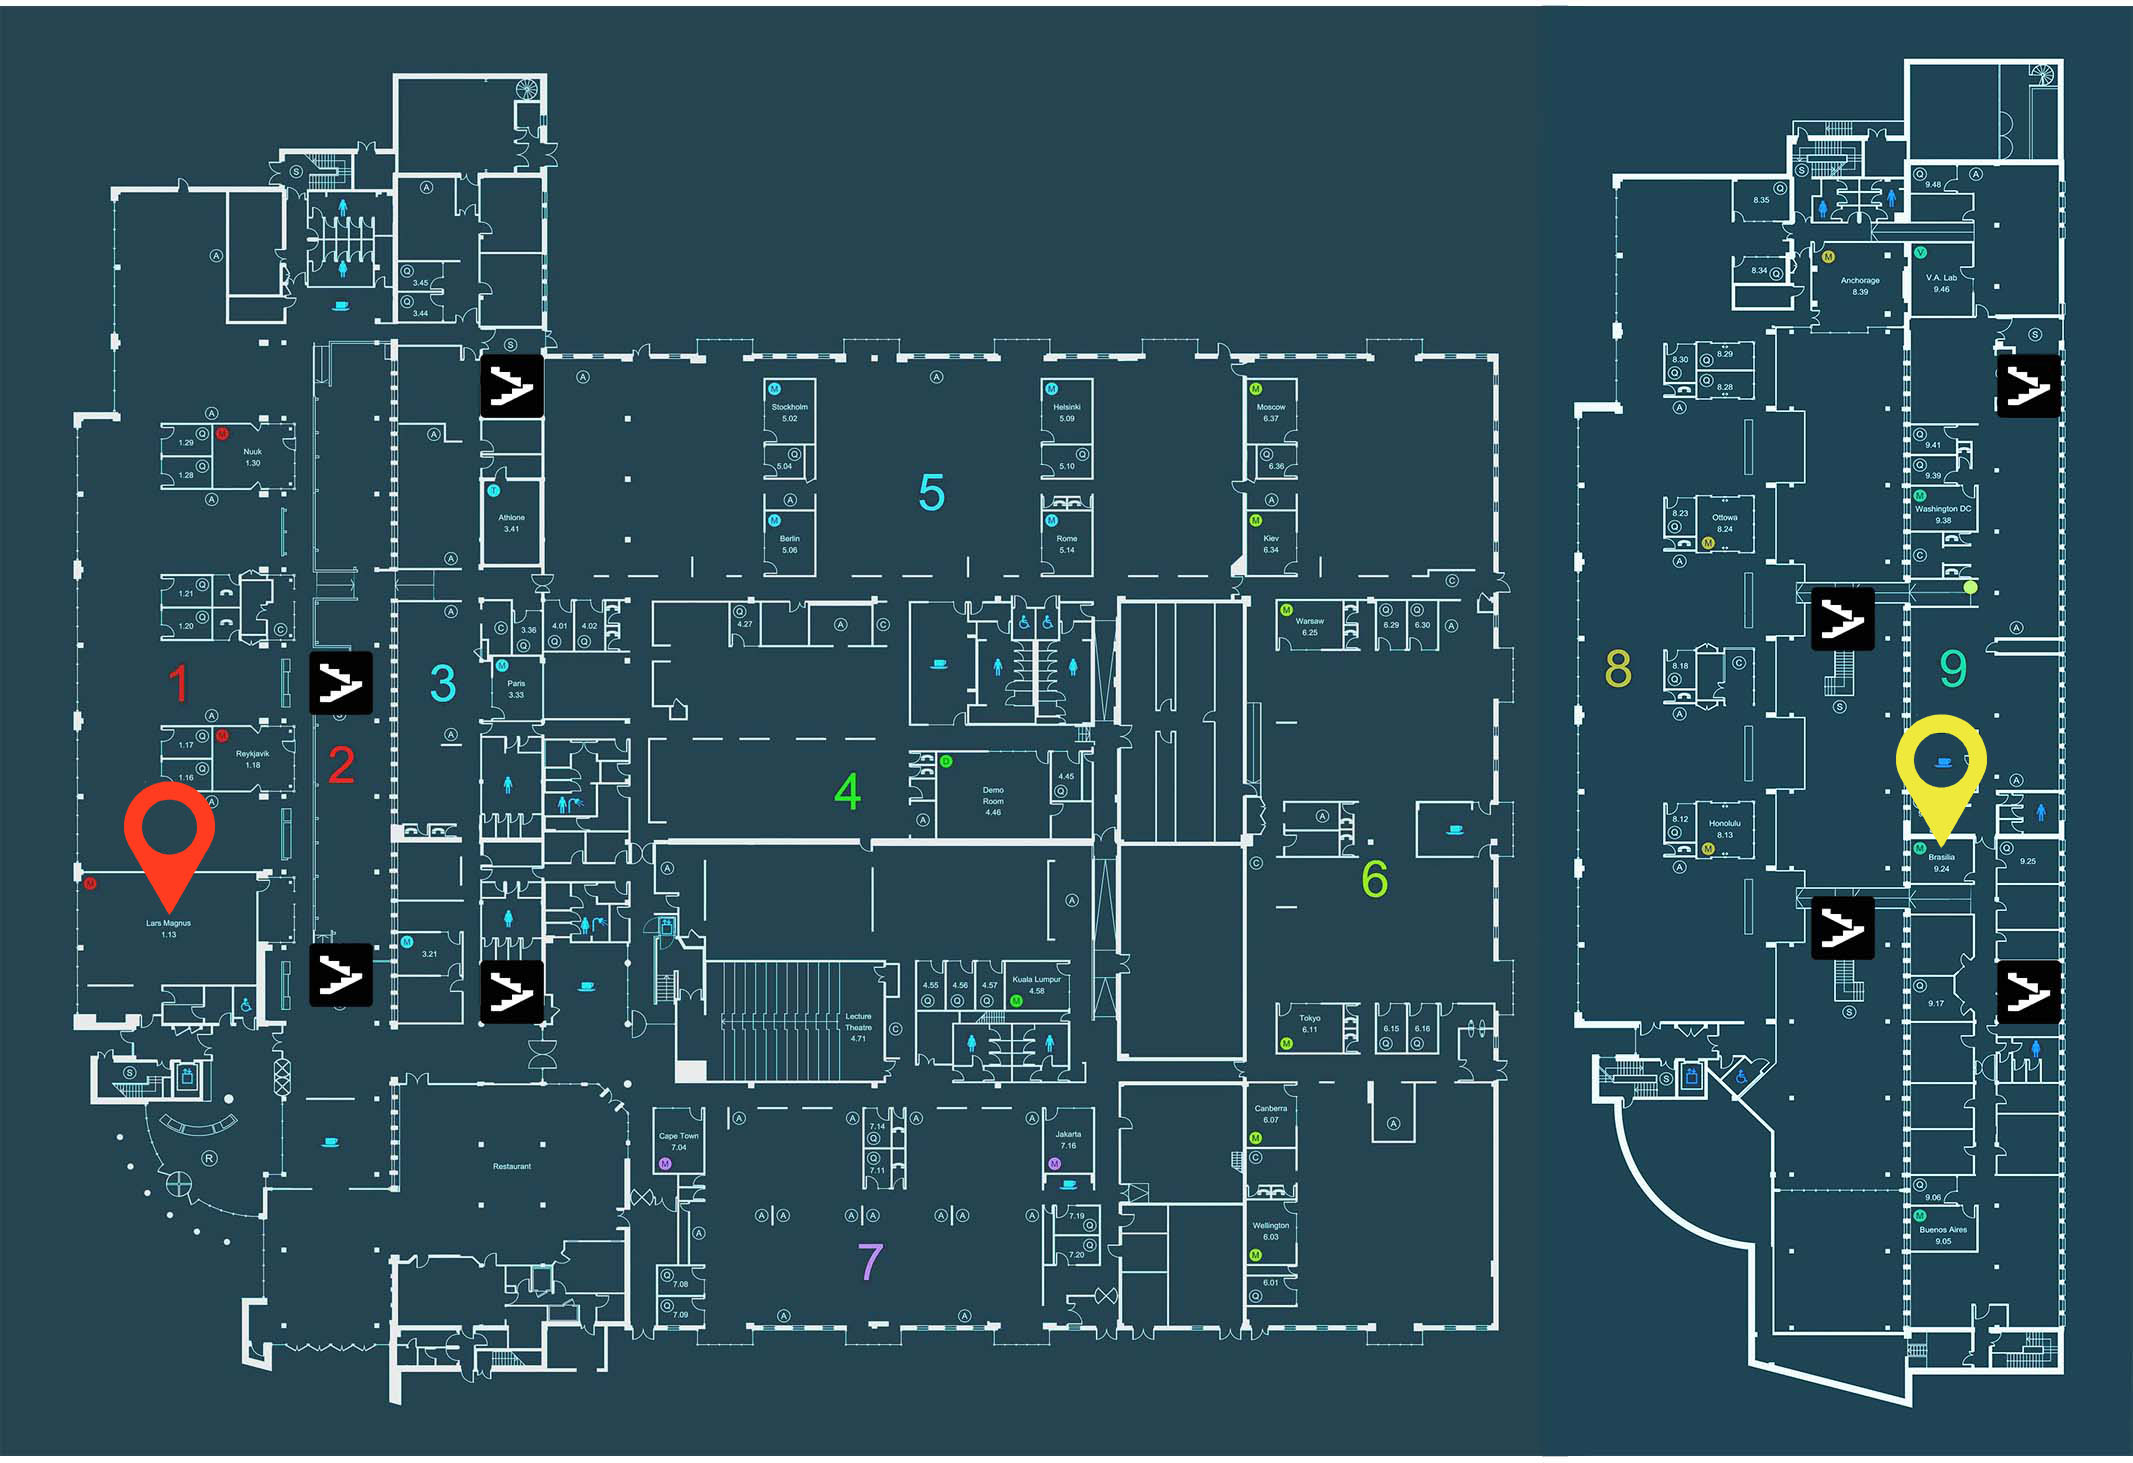 S
A
A
Q
3.45
Q
3.44
S
A
A
A
A
M
Stockholm
5.02
Q
5.04
A
M
Berlin
5.06
M
Helsinki
5.09
Q
5.10
M
Rome
5.14
M
Moscow
6.37
Q
6.36
A
M
Kiev
6.34
5
Q
1.29
Q
1.28
M
Nuuk
1.30
A
A
T
Athlone
3.41
A
C
Q
1.21
Q
1.20
C
A
C
3.36
Q
4.01
Q
4.02
Q
Q
4.27
A
C
M
Warsaw
6.25
Q
6.29
Q
6.30
A
1
2
3
M
Paris
3.33
A
A
Q
1.17
Q
1.16
M
Reykjavik
1.18
A
4
D
Demo
Room
4.46
4.45
Q
A
A
C
6
M
Lars Magnus
1.13
M
3.21
A
A
4.55
Q
4.56
Q
4.57
Q
Kuala Lumpur
4.58
M
Lecture
Theatre
4.71
C
Tokyo
6.11
M
6.15
Q
6.16
Q
S
R
Restaurant
Cape Town
7.04
M
A
A
7.14
Q
Q
7.11
A
A
Jakarta
7.16
M
Canberra
6.07
M
C
A
A
A
A
A
A
A
A
A
7.19
Q
Q
7.20
Wellington
6.03
M
6.01
Q
7
Q
7.08
Q
7.09
A
A
S
Q
8.35
8.34
Q
M
Anchorage
8.39
Q
9.48
A
V
V.A. Lab
9.46
S
8.30
Q
Q
8.29
Q
8.28
A
Q
9.41
Q
9.39
M
Washington DC
9.38
C
8.23
Q
Ottowa
8.24
M
A
A
8
9
8.18
Q
C
A
S
A
8.12
Q
Honolulu
8.13
M
A
M
Brasilia
9.24
Q
9.25
Q
9.17
S
S
Q
9.06
M
Buenos Aires
9.05